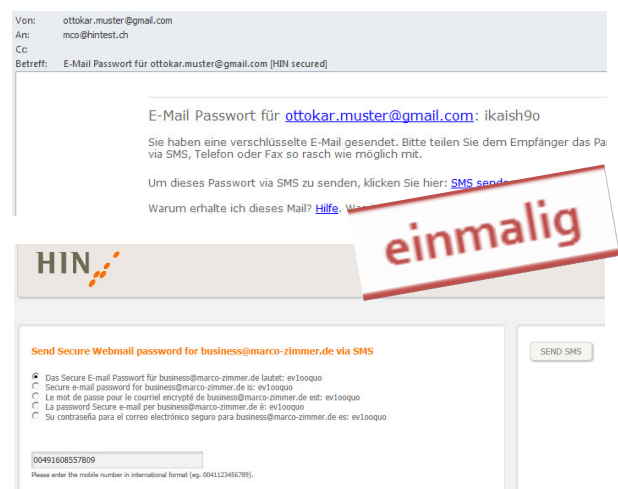 Von: ottokar.muster@gmail.com
An: mco@hintest.ch
Cc:
Betreff: E-Mail Passwort für ottokar.muster@gmail.com [HIN secured]
E-Mail Passwort für ottokar.muster@gmail.com: ikaish9o
Sie haben eine verschlüsselte E-Mail gesendet. Bitte teilen Sie dem Empfänger das
via SMS, Telefon oder Fax so rasch wie möglich mit.
Um dieses Passwort via SMS zu senden, klicken Sie hier: SMS
Warum erhalte ich dieses Mail? Hilfe.
einmalig
HIN
Send Secure Webmail password for business@marco-zimmer.de via SMS
SEND SMS
Das Secure E-mail Passwort für business@marco-zimmer.de lautet: ev1ooquo
Secure e-mail password for business@marco-zimmer.de is: ev1ooquo
Le mot de passe pour le courriel encrypté de business@marco-zimmer.de est: ev1ooquo
La password Secure e-mail per business@marco-zimmer.de è: ev1ooquo
Su contraseña para el correo electrónico seguro para business@marco-zimmer.de es: ev1ooquo
00491608557809
Please enter the mobile number in international format (eg. 0041123456789).